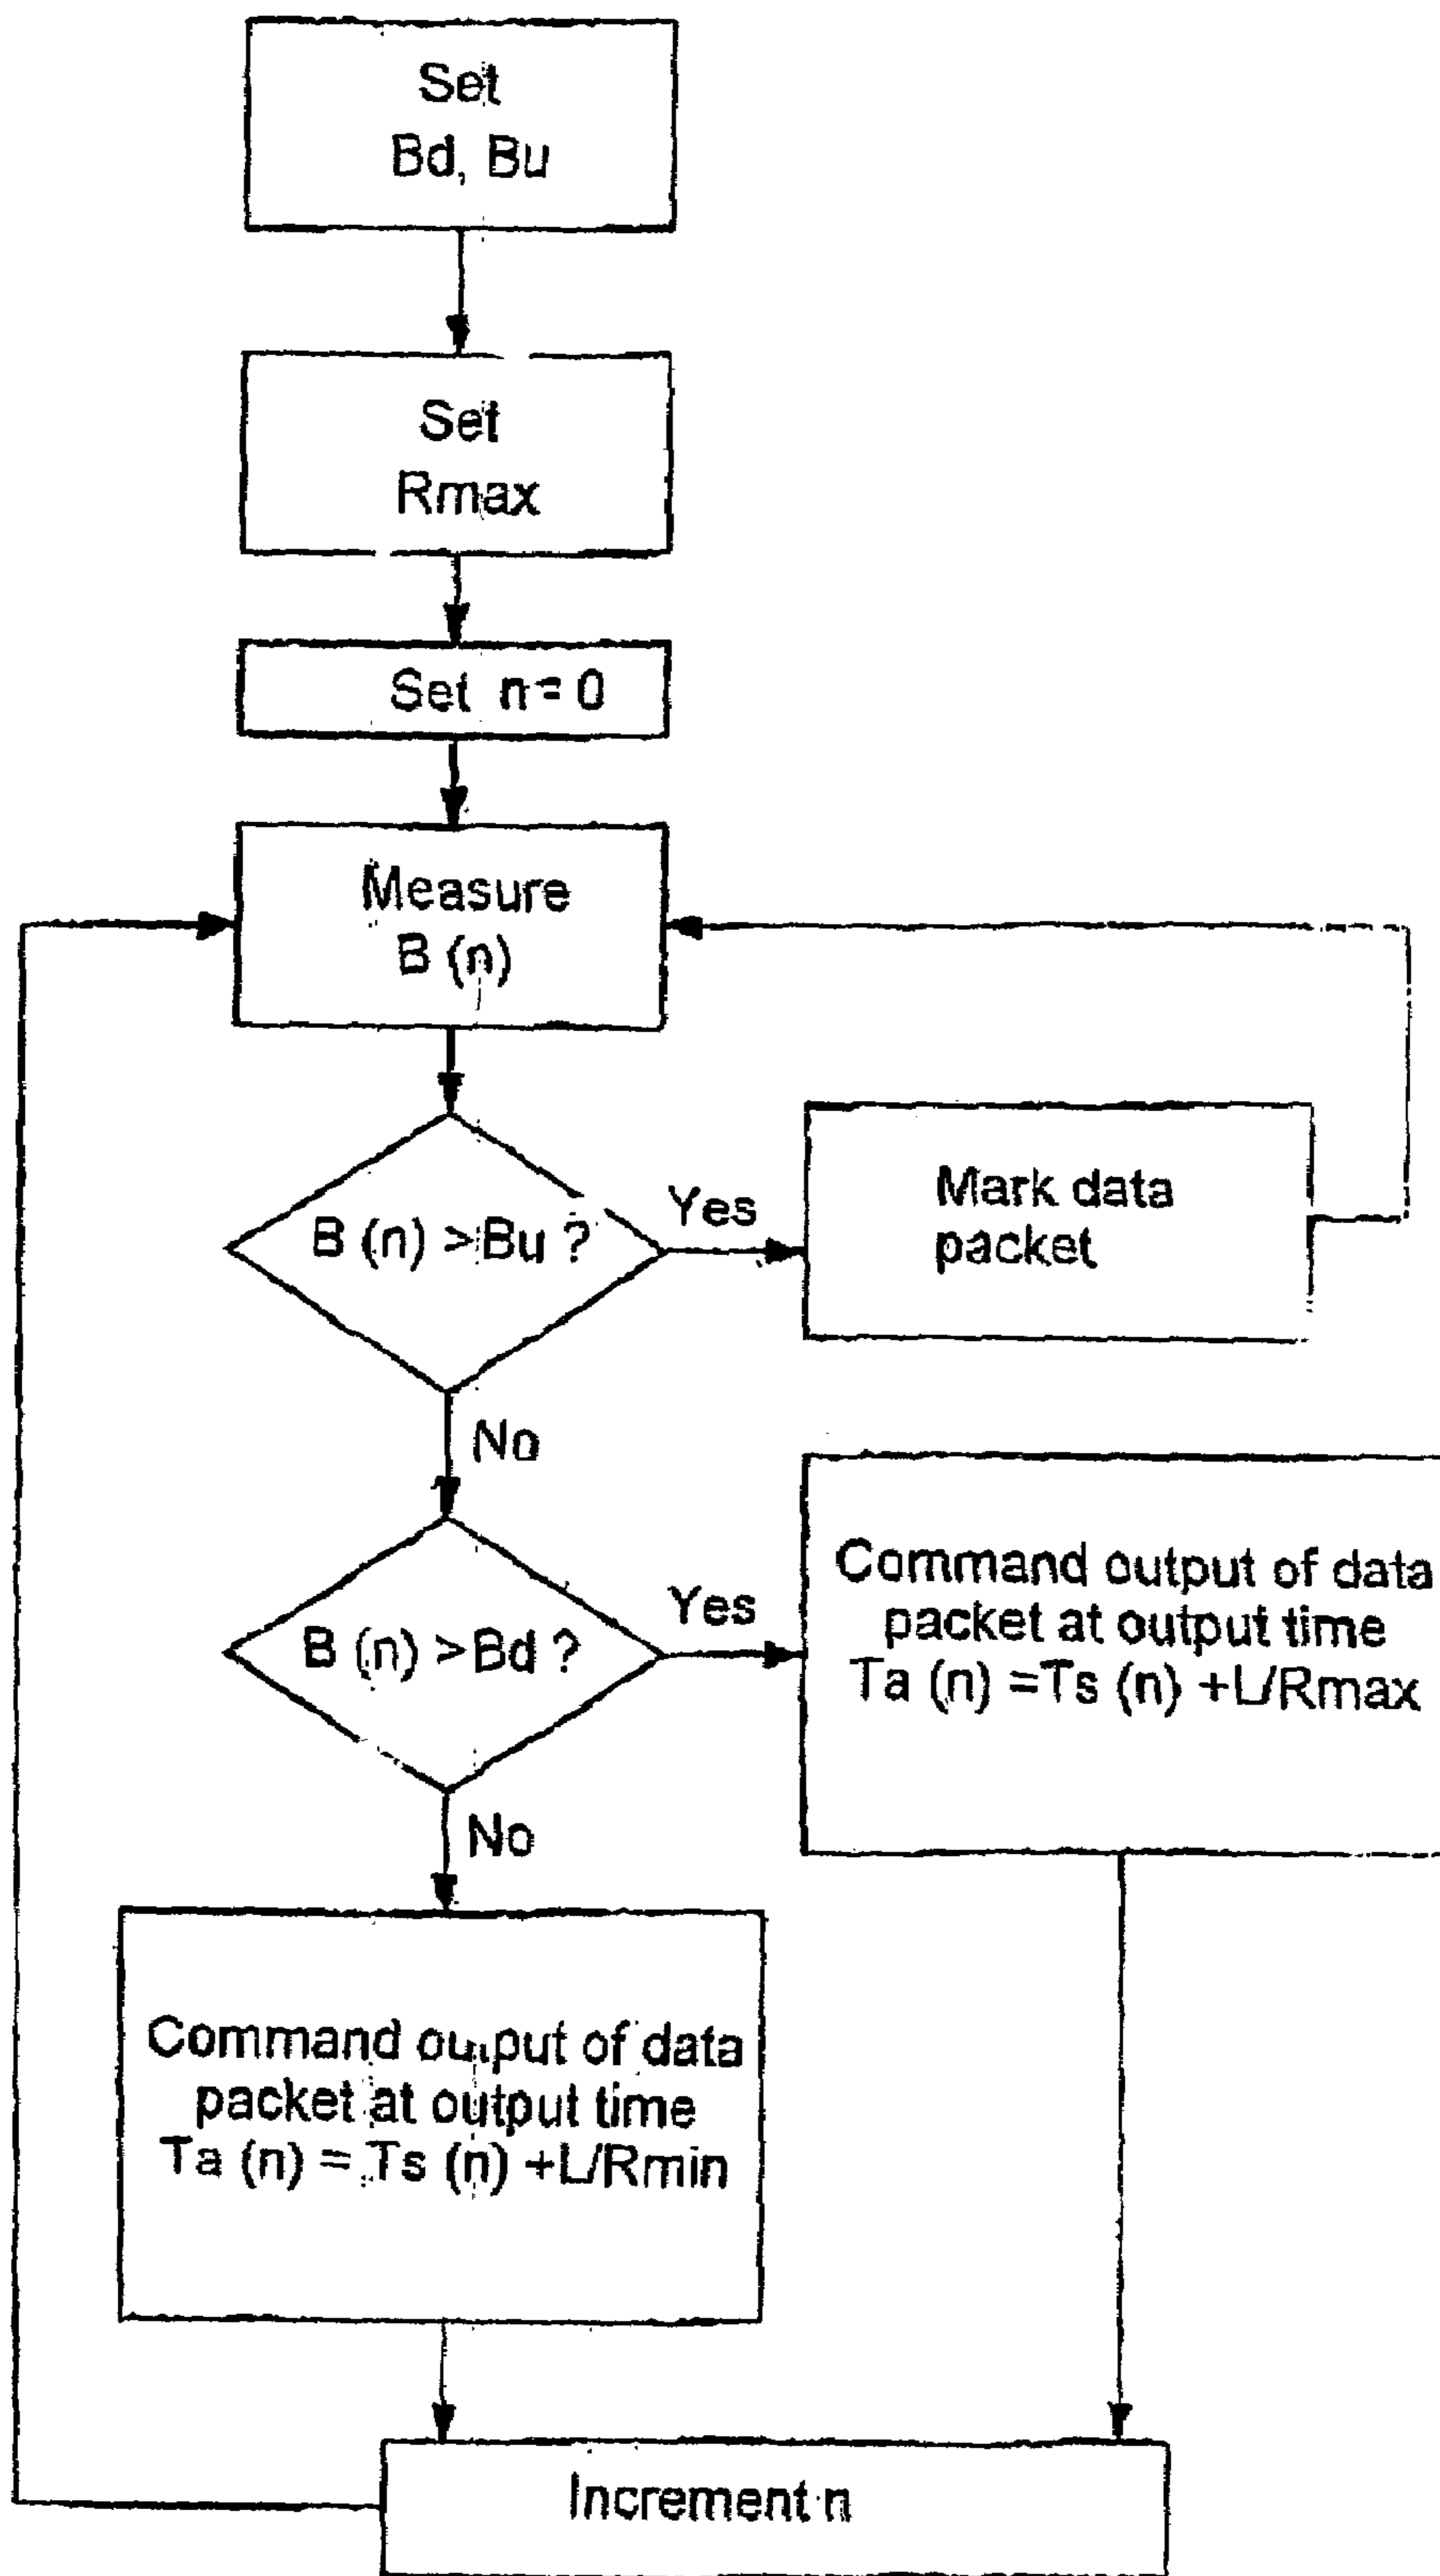 Set
Bd, Bu
Set
Rmax
Set n = 0
Measure
B (n)
B (n) > Bu ?
Yes
Mark data
packet
No
B (n) > Bd ?
Yes
Command output of data
packet at output time
Ta (n) = Ts (n) + L/Rmax
No
Command output of data
packet at output time
Ta (n) = Ts (n) + L/Rmin
Increment n